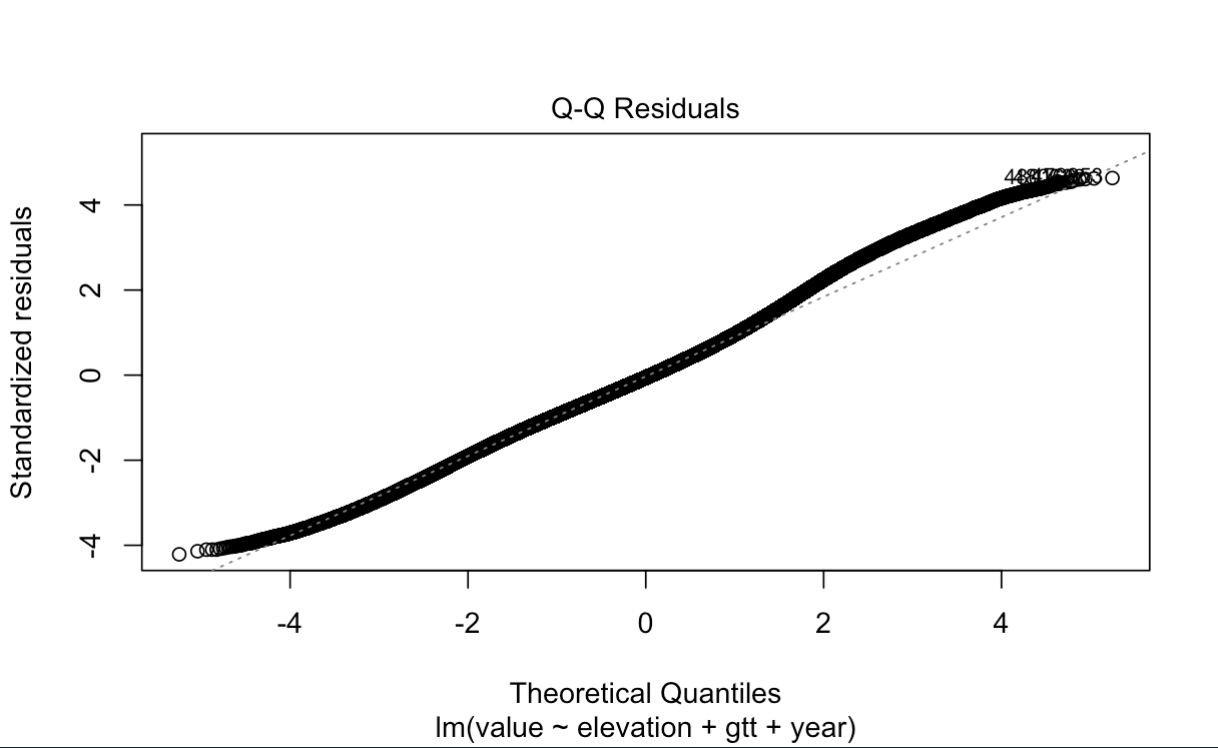 Q-Q Residuals
Standardized residuals
4
2
0
-2
-4
-4
-2
0
2
4
Theoretical Quantiles
lm(value ~ elevation + gtt + year)